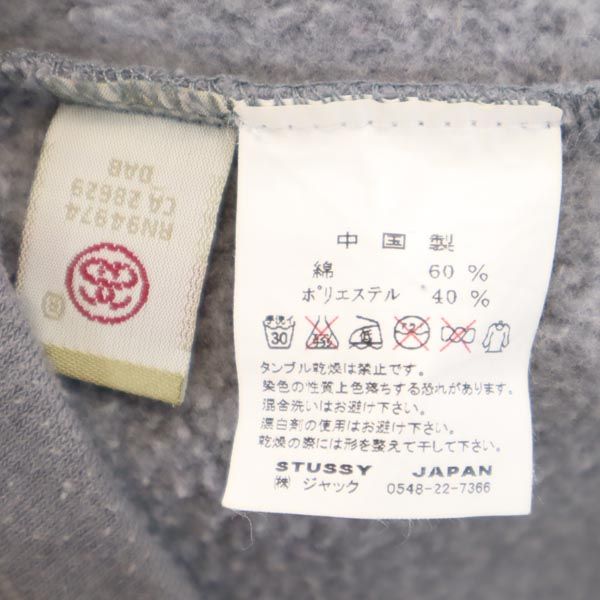 RN94974
CA 28629
DAB
中国製
綿 60 %
ポリエステル 40 %
30
タンブル乾燥は禁止です。
染色の性質上色落ちする恐れがあります。
混合洗いはお避け下さい。
漂白剤の使用はお避け下さい。
乾燥の際には形を整えて干して下さい。
STUSSY JAPAN
㈱ ジャック 0548-22-7366